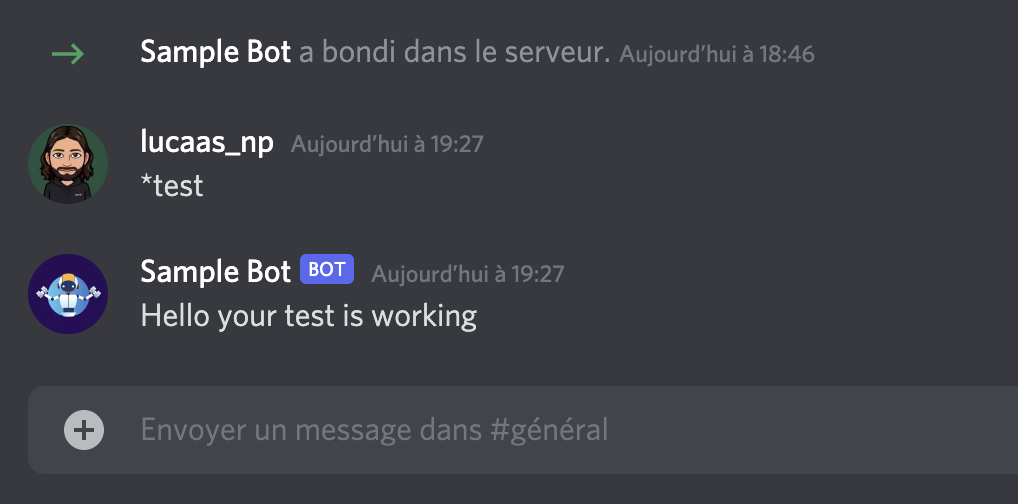 Sample Bot a bondi dans le serveur. Aujourd’hui à 18:46
lucaas_np Aujourd’hui à 19:27
*test
Sample Bot BOT Aujourd’hui à 19:27
Hello your test is working
Envoyer un message dans #général